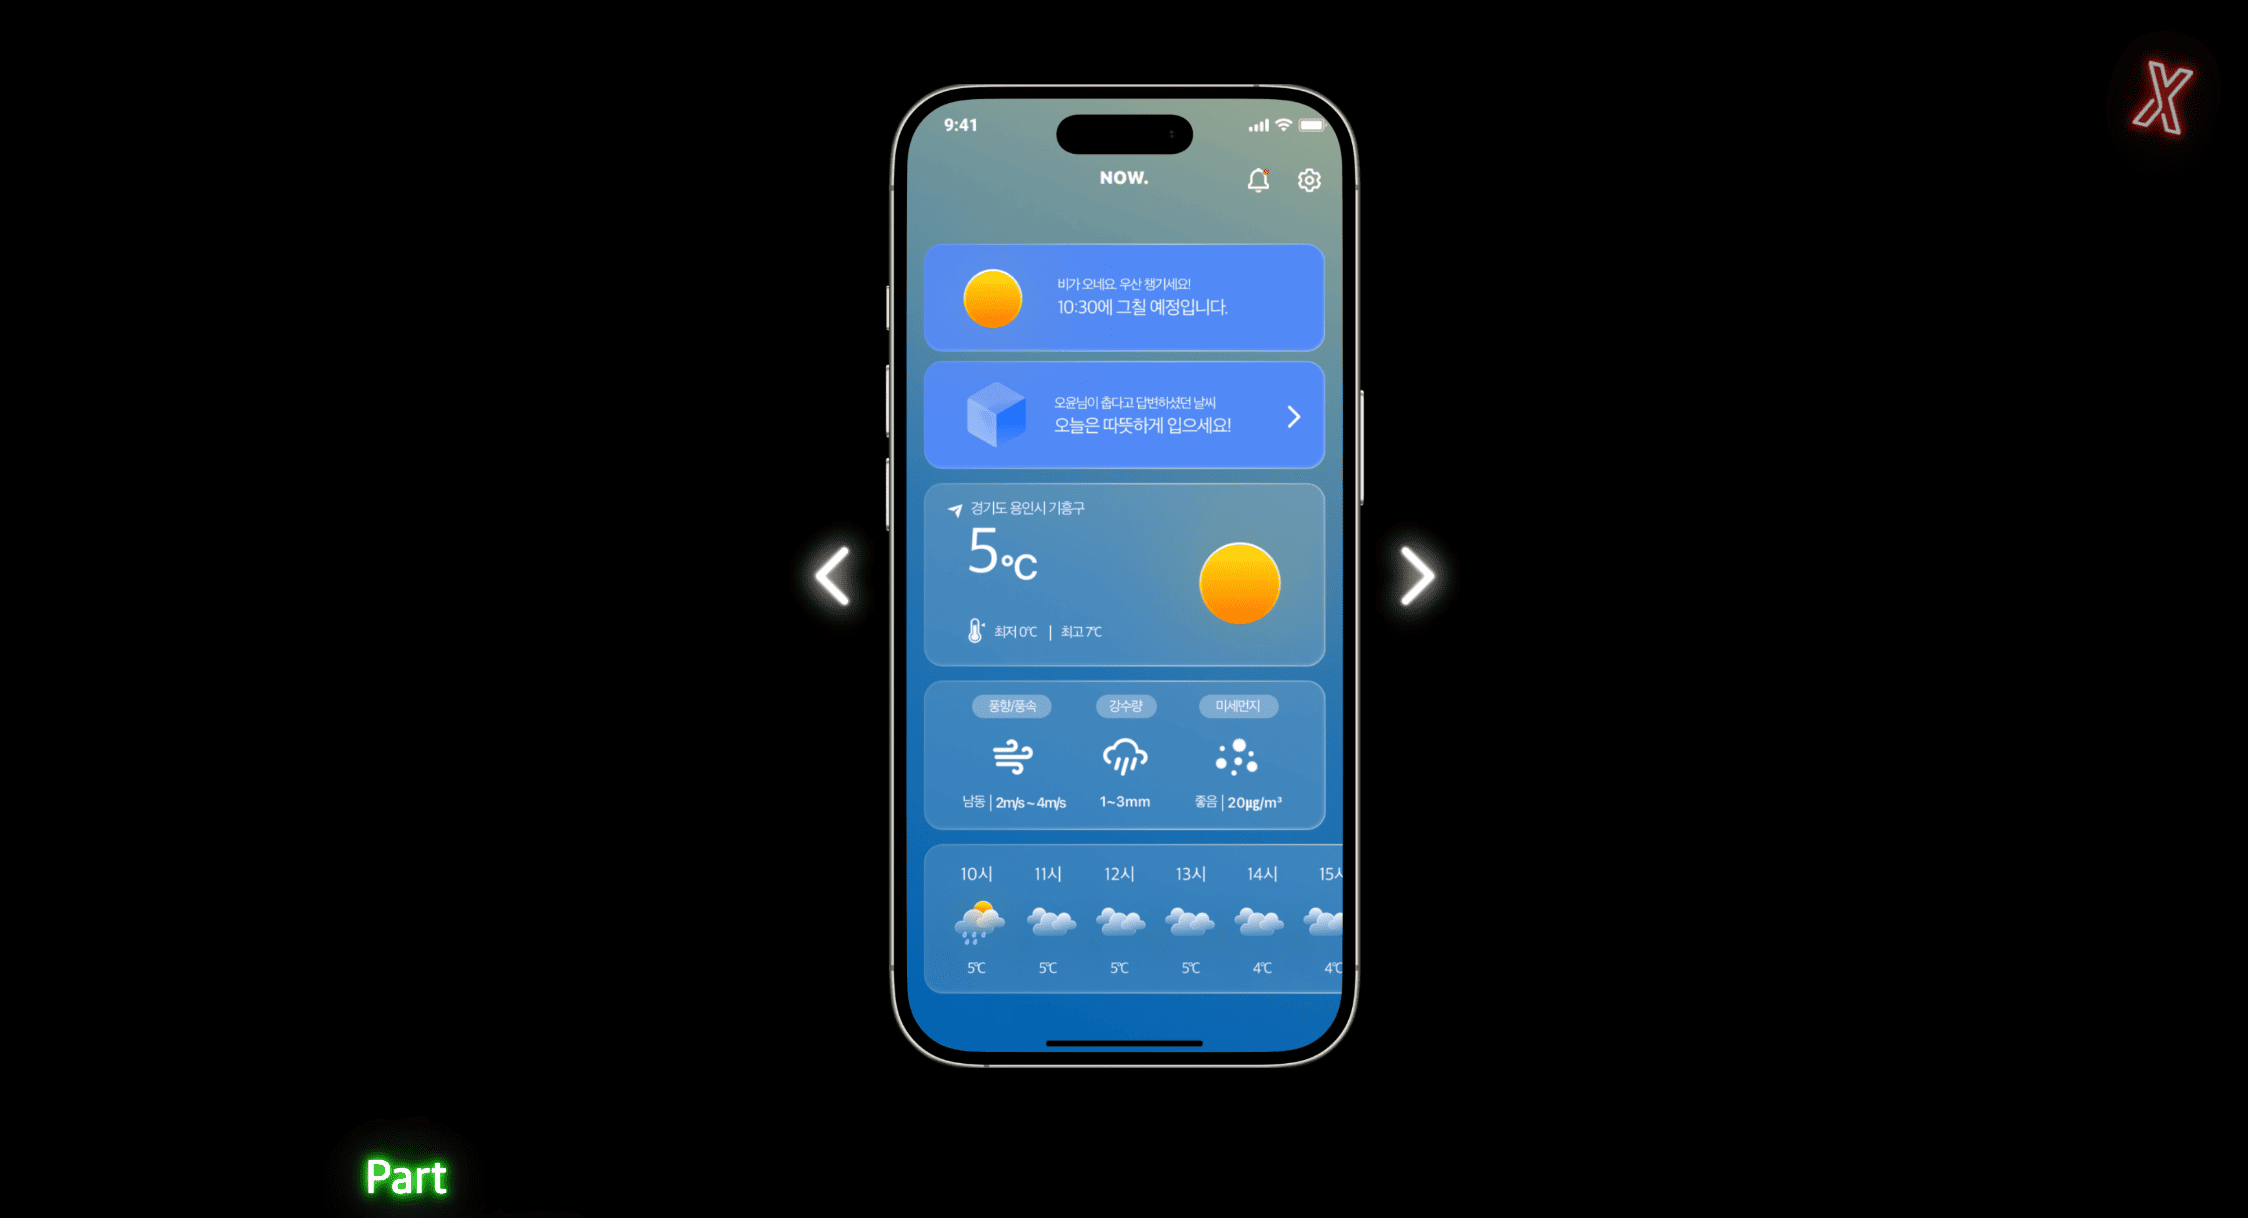 9:41
NOW.
비가 오네요. 우산 챙기세요!
10:30에 그칠 예정입니다.
오윤님이 춥다고 답변하셨던 날씨
오늘은 따뜻하게 입으세요!
경기도 용인시 기흥구
5°C
최저 0℃ | 최고 7℃
풍향/풍속 강수량 미세먼지
남동 | 2m/s ~ 4m/s 1~3mm 좋음 | 20μg/m³
10시 11시 12시 13시 14시 15시
5℃ 5℃ 5℃ 5℃ 4℃ 4℃
X
Part